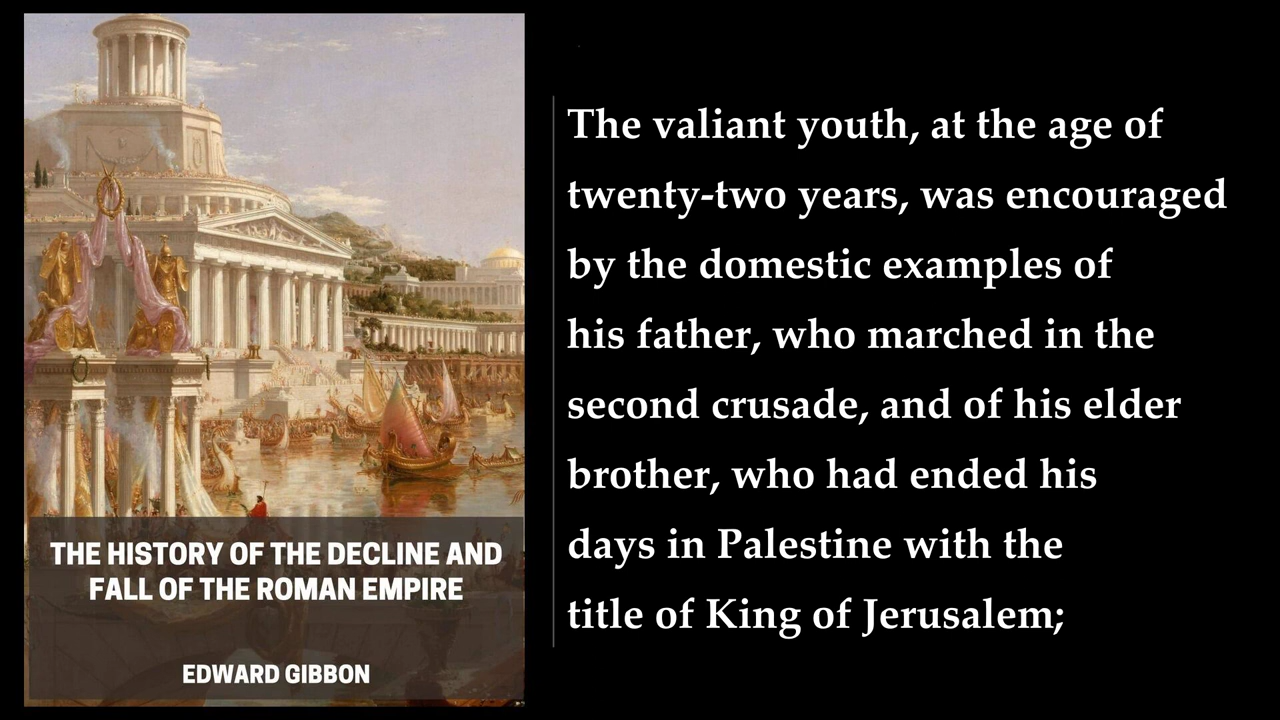 THE HISTORY OF THE DECLINE AND
FALL OF THE ROMAN EMPIRE
EDWARD GIBBON
The valiant youth, at the age of
twenty-two years, was encouraged
by the domestic examples of
his father, who marched in the
second crusade, and of his elder
brother, who had ended his
days in Palestine with the
title of King of Jerusalem;